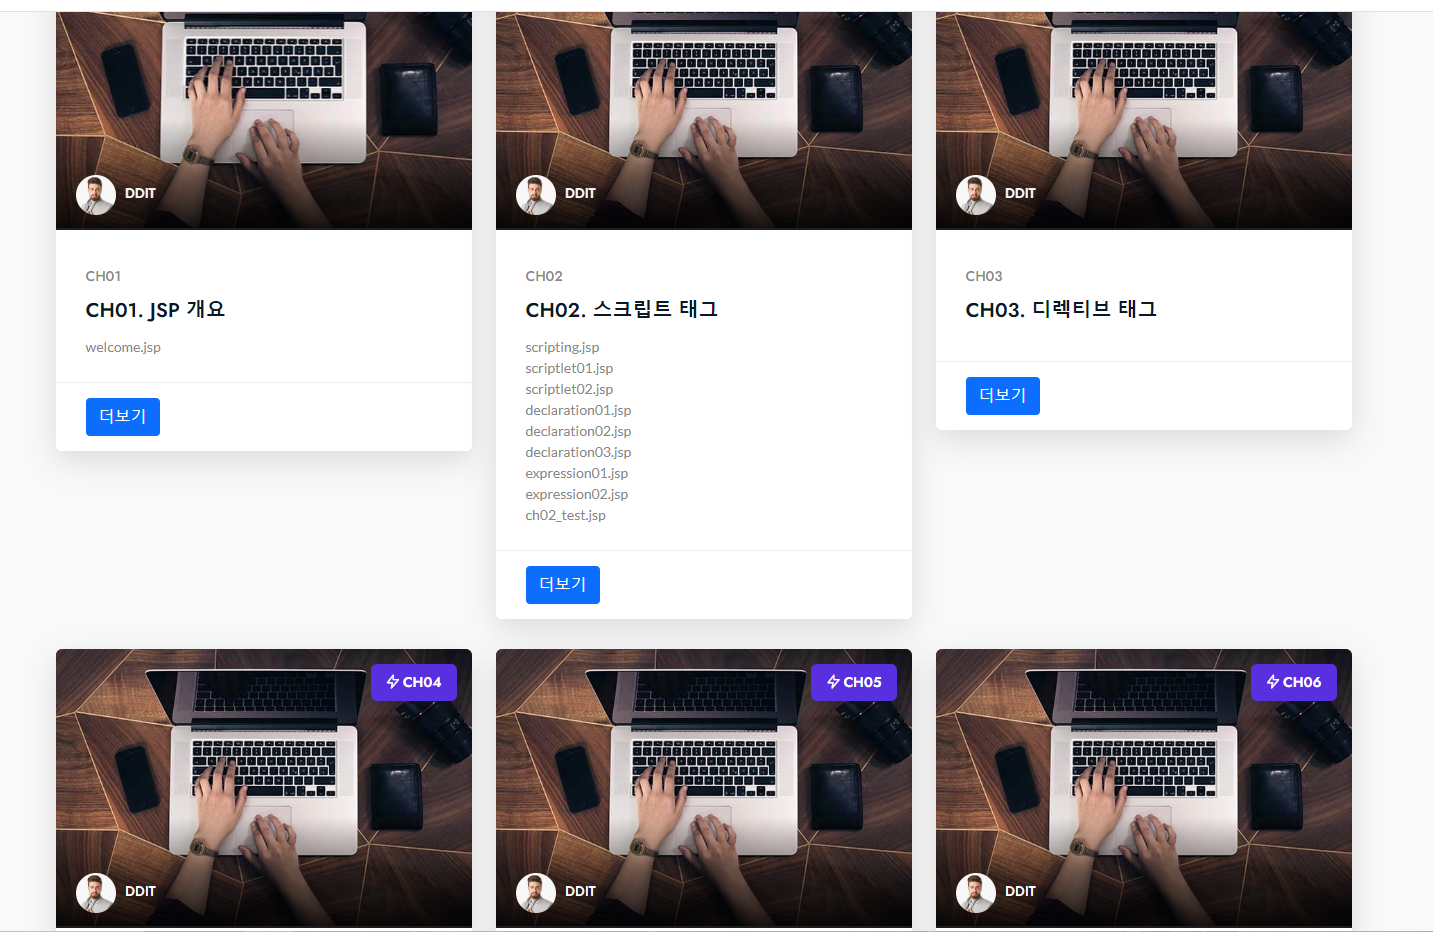 DDIT
CH01
CH01. JSP 개요
welcome.jsp
더보기
DDIT
CH02
CH02. 스크립트 태그
scripting.jsp
scriptlet01.jsp
scriptlet02.jsp
declaration01.jsp
declaration02.jsp
declaration03.jsp
expression01.jsp
expression02.jsp
ch02_test.jsp
더보기
DDIT
CH03
CH03. 디렉티브 태그
더보기
CH04
DDIT
CH05
DDIT
CH06
DDIT